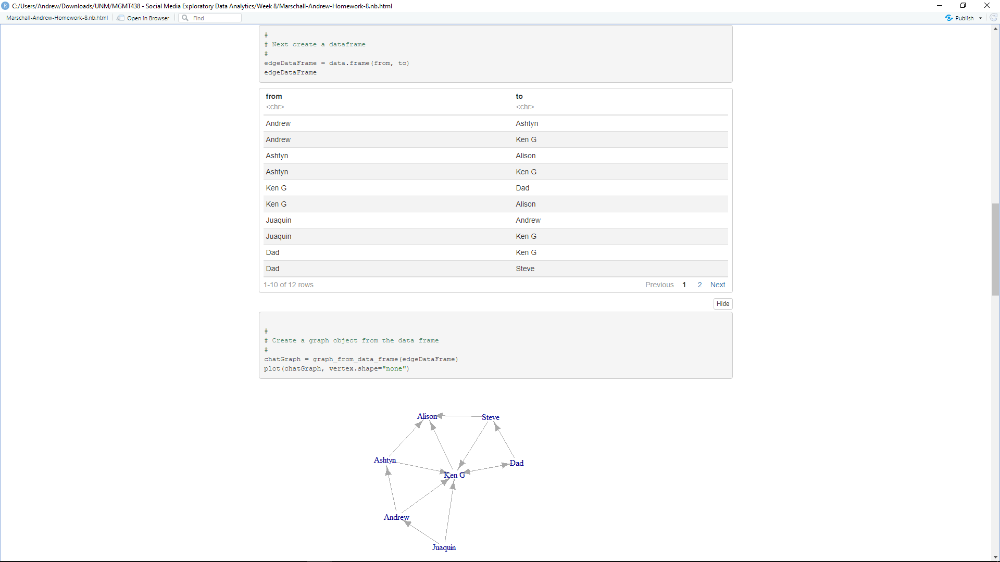 R C:/Users/Andrew/Downloads/UNM/MGMT438 - Social Media Exploratory Data Analytics/Week 8/Marschall-Andrew-Homework-8.nb.html
Marschall-Andrew-Homework-8.nb.html Open in Browser Find Publish
#
# Next create a dataframe
#
edgeDataFrame = data.frame(from, to)
edgeDataFrame
from to
<chr> <chr>
Andrew Ashtyn
Andrew Ken G
Ashtyn Alison
Ashtyn Ken G
Ken G Dad
Ken G Alison
Juaquin Andrew
Juaquin Ken G
Dad Ken G
Dad Steve
1-10 of 12 rows Previous 1 2 Next
Hide
#
# Create a graph object from the data frame
#
chatGraph = graph_from_data_frame(edgeDataFrame)
plot(chatGraph, vertex.shape="none")
Alison Steve
Ashtyn Dad
Ken G
Andrew
Juaquin